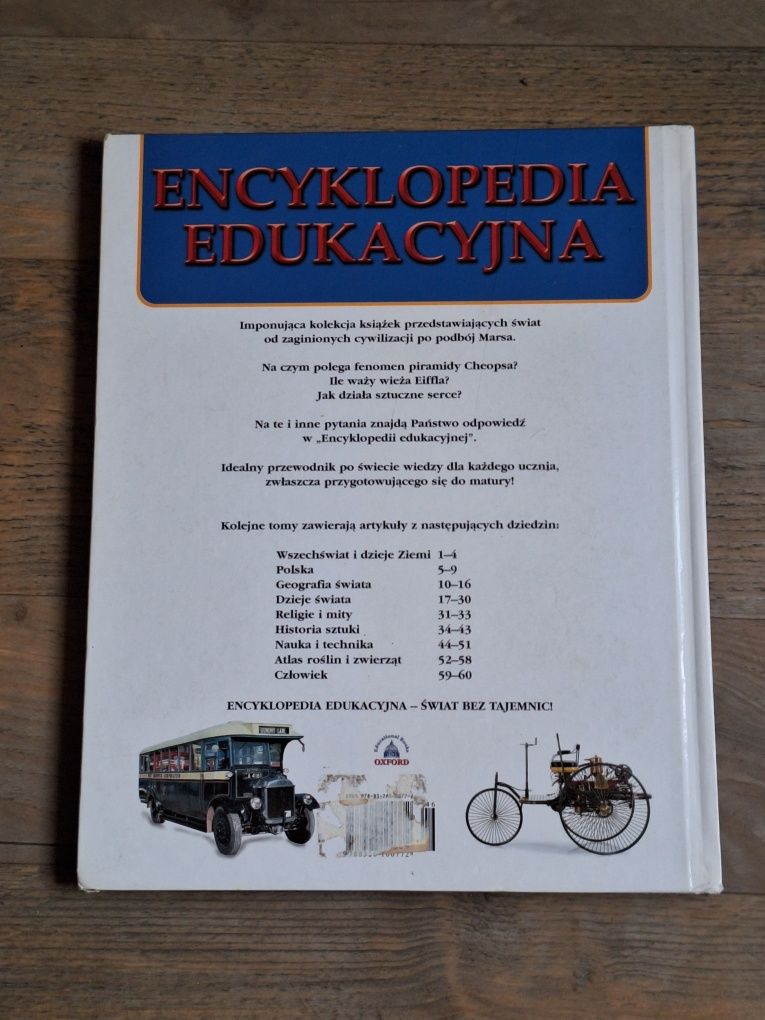 ENCYKLOPEDIA
EDUKACYJNA
Imponująca kolekcja książek przedstawiających świat
od zaginionych cywilizacji po podbój Marsa.
Na czym polega fenomen piramidy Cheopsa?
Ile waży wieża Eiffla?
Jak działa sztuczne serce?
Na te i inne pytania znajdą Państwo odpowiedź
w „Encyklopedii edukacyjnej”.
Idealny przewodnik po świecie wiedzy dla każdego ucznia,
zwłaszcza przygotowującego się do matury!
Kolejne tomy zawierają artykuły z następujących dziedzin:
Wszechświat i dzieje Ziemi 1–4
Polska 5–9
Geografia świata 10–16
Dzieje świata 17–30
Religie i mity 31–33
Historia sztuki 34–43
Nauka i technika 44–51
Atlas roślin i zwierząt 52–58
Człowiek 59–60
ENCYKLOPEDIA EDUKACYJNA – ŚWIAT BEZ TAJEMNIC!
Educational Books
OXFORD
46